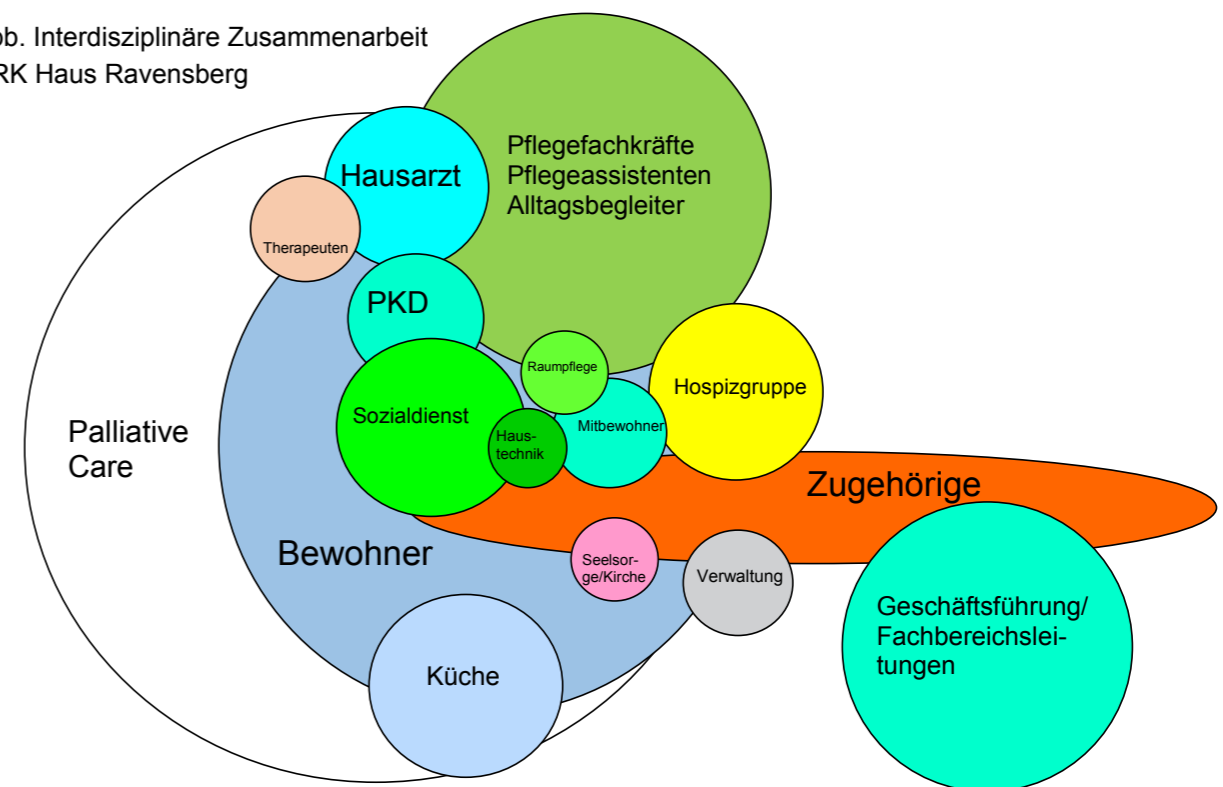 bb. Interdisziplinäre Zusammenarbeit
RK Haus Ravensberg
Pflegefachkräfte
Pflegeassistenten
Alltagsbegleiter
Hausarzt
Therapeuten
PKD
Raumpflege
Hospizgruppe
Sozialdienst
Mitbewohner
Haus-
technik
Palliative
Care
Zugehörige
Bewohner
Seelsor-
ge/Kirche
Verwaltung
Geschäftsführung/
Fachbereichslei-
tungen
Küche